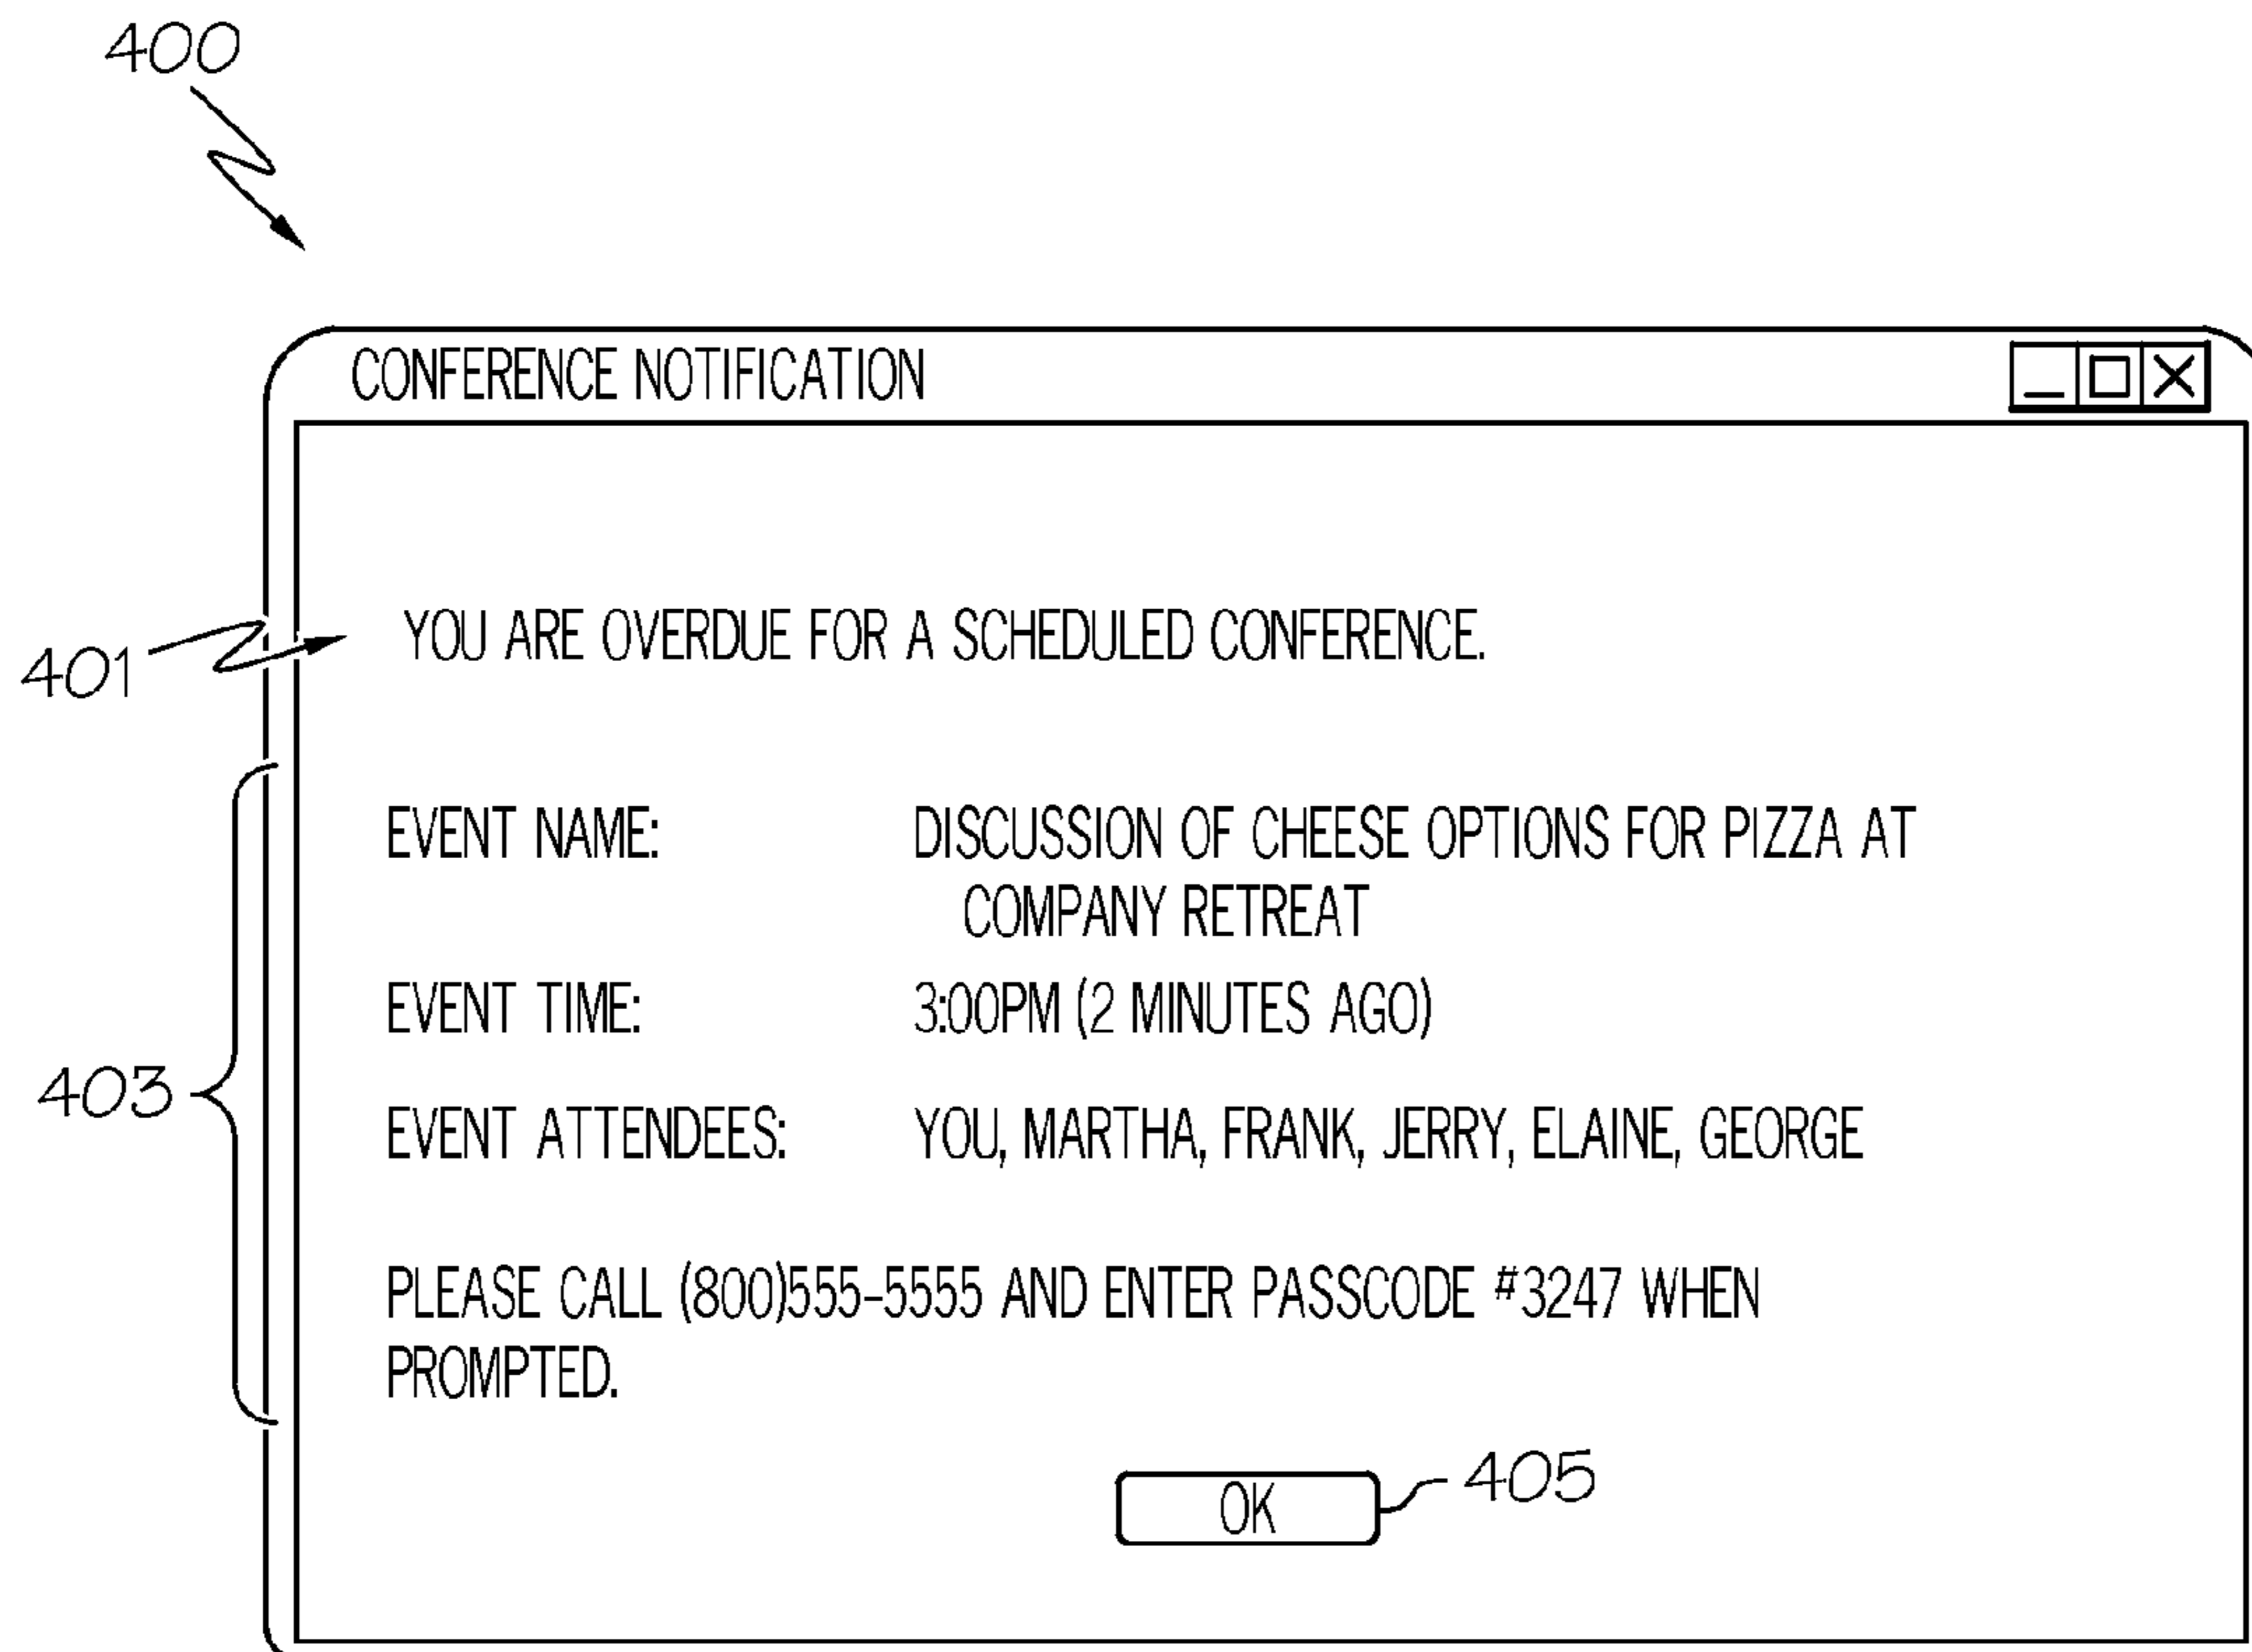 400
CONFERENCE NOTIFICATION
401
YOU ARE OVERDUE FOR A SCHEDULED CONFERENCE.
403
EVENT NAME: DISCUSSION OF CHEESE OPTIONS FOR PIZZA AT
COMPANY RETREAT
EVENT TIME: 3:00PM (2 MINUTES AGO)
EVENT ATTENDEES: YOU, MARTHA, FRANK, JERRY, ELAINE, GEORGE
PLEASE CALL (800)555-5555 AND ENTER PASSCODE #3247 WHEN
PROMPTED.
OK
405